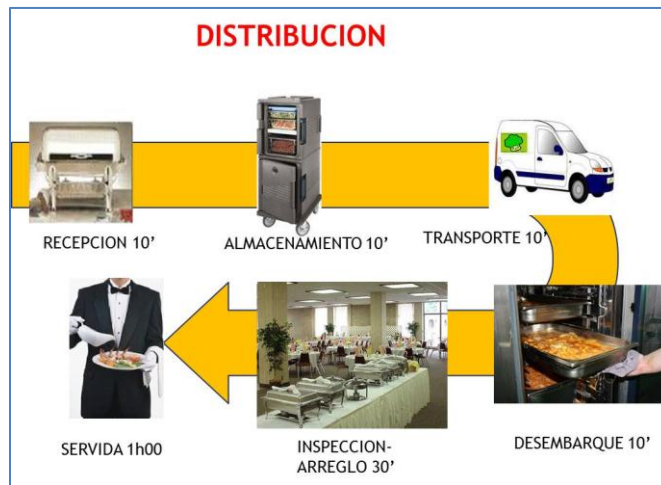 DISTRIBUCION
RECEPCION 10’
ALMACENAMIENTO 10’
TRANSPORTE 10’
SERVIDA 1h00
INSPECCION-
ARREGLO 30’
DESEMBARQUE 10’